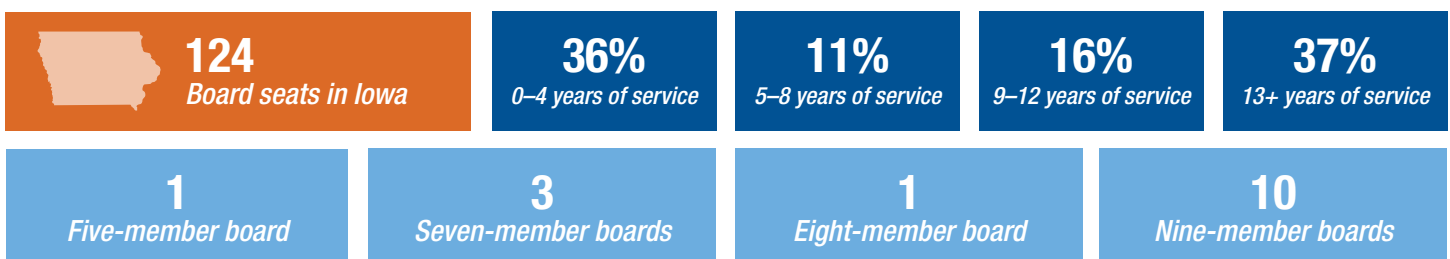 124
Board seats in Iowa
36%
0–4 years of service
11%
5–8 years of service
16%
9–12 years of service
37%
13+ years of service
1
Five-member board
3
Seven-member boards
1
Eight-member board
10
Nine-member boards